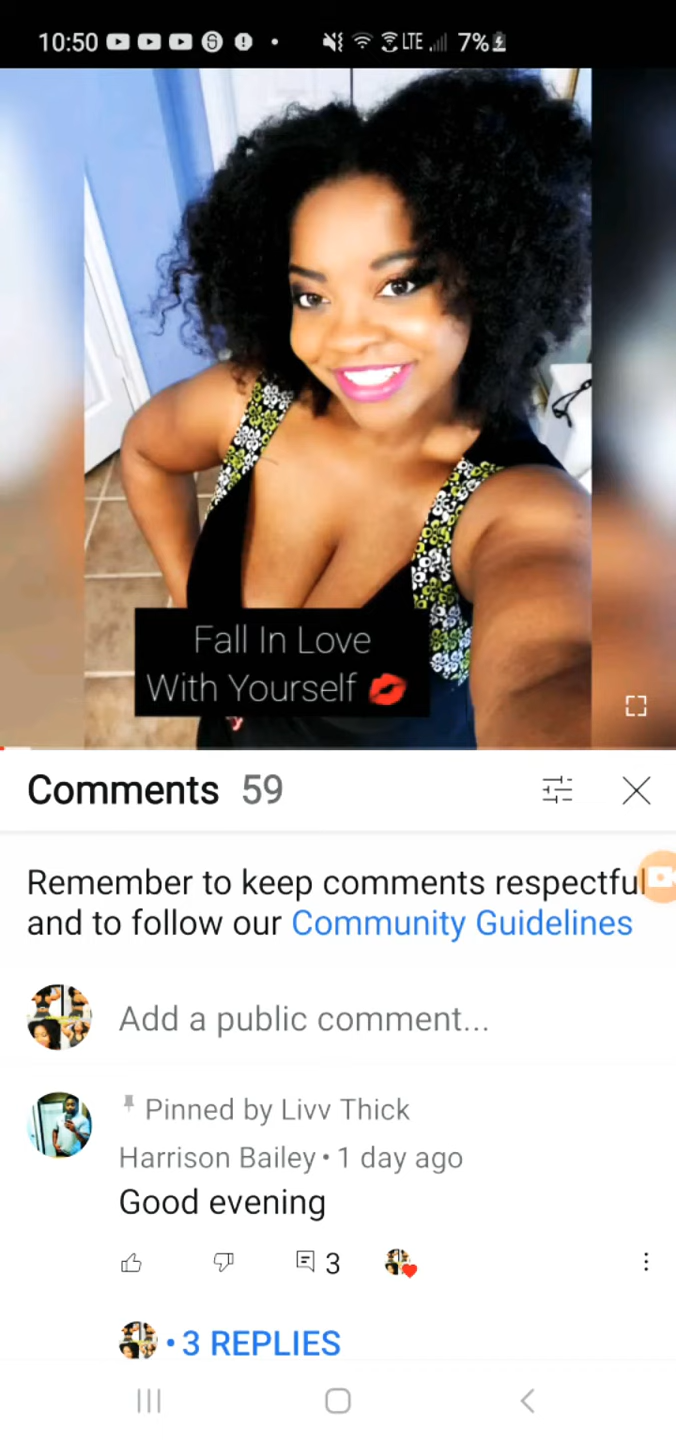 10:50 LTE 7%
Fall In Love
With Yourself 💋
Comments 59
Remember to keep comments respectful
and to follow our Community Guidelines
Add a public comment...
Pinned by Livv Thick
Harrison Bailey • 1 day ago
Good evening
3
• 3 REPLIES